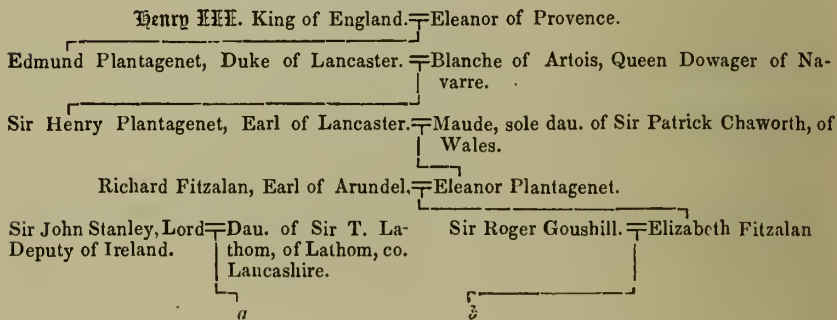 Henry III. King of England.╤Eleanor of Provence.
Edmund Plantagenet, Duke of Lancaster.╤Blanche of Artois, Queen Dowager of Na-
varre.
Sir Henry Plantagenet, Earl of Lancaster.╤Maude, sole dau. of Sir Patrick Chaworth, of
Wales.
Richard Fitzalan, Earl of Arundel.╤Eleanor Plantagenet.
Sir John Stanley, Lord╤Dau. of Sir T. La-
Deputy of Ireland. thom, of Lathom, co.
Lancashire.
Sir Roger Goushill.╤Elizabeth Fitzalan
a b